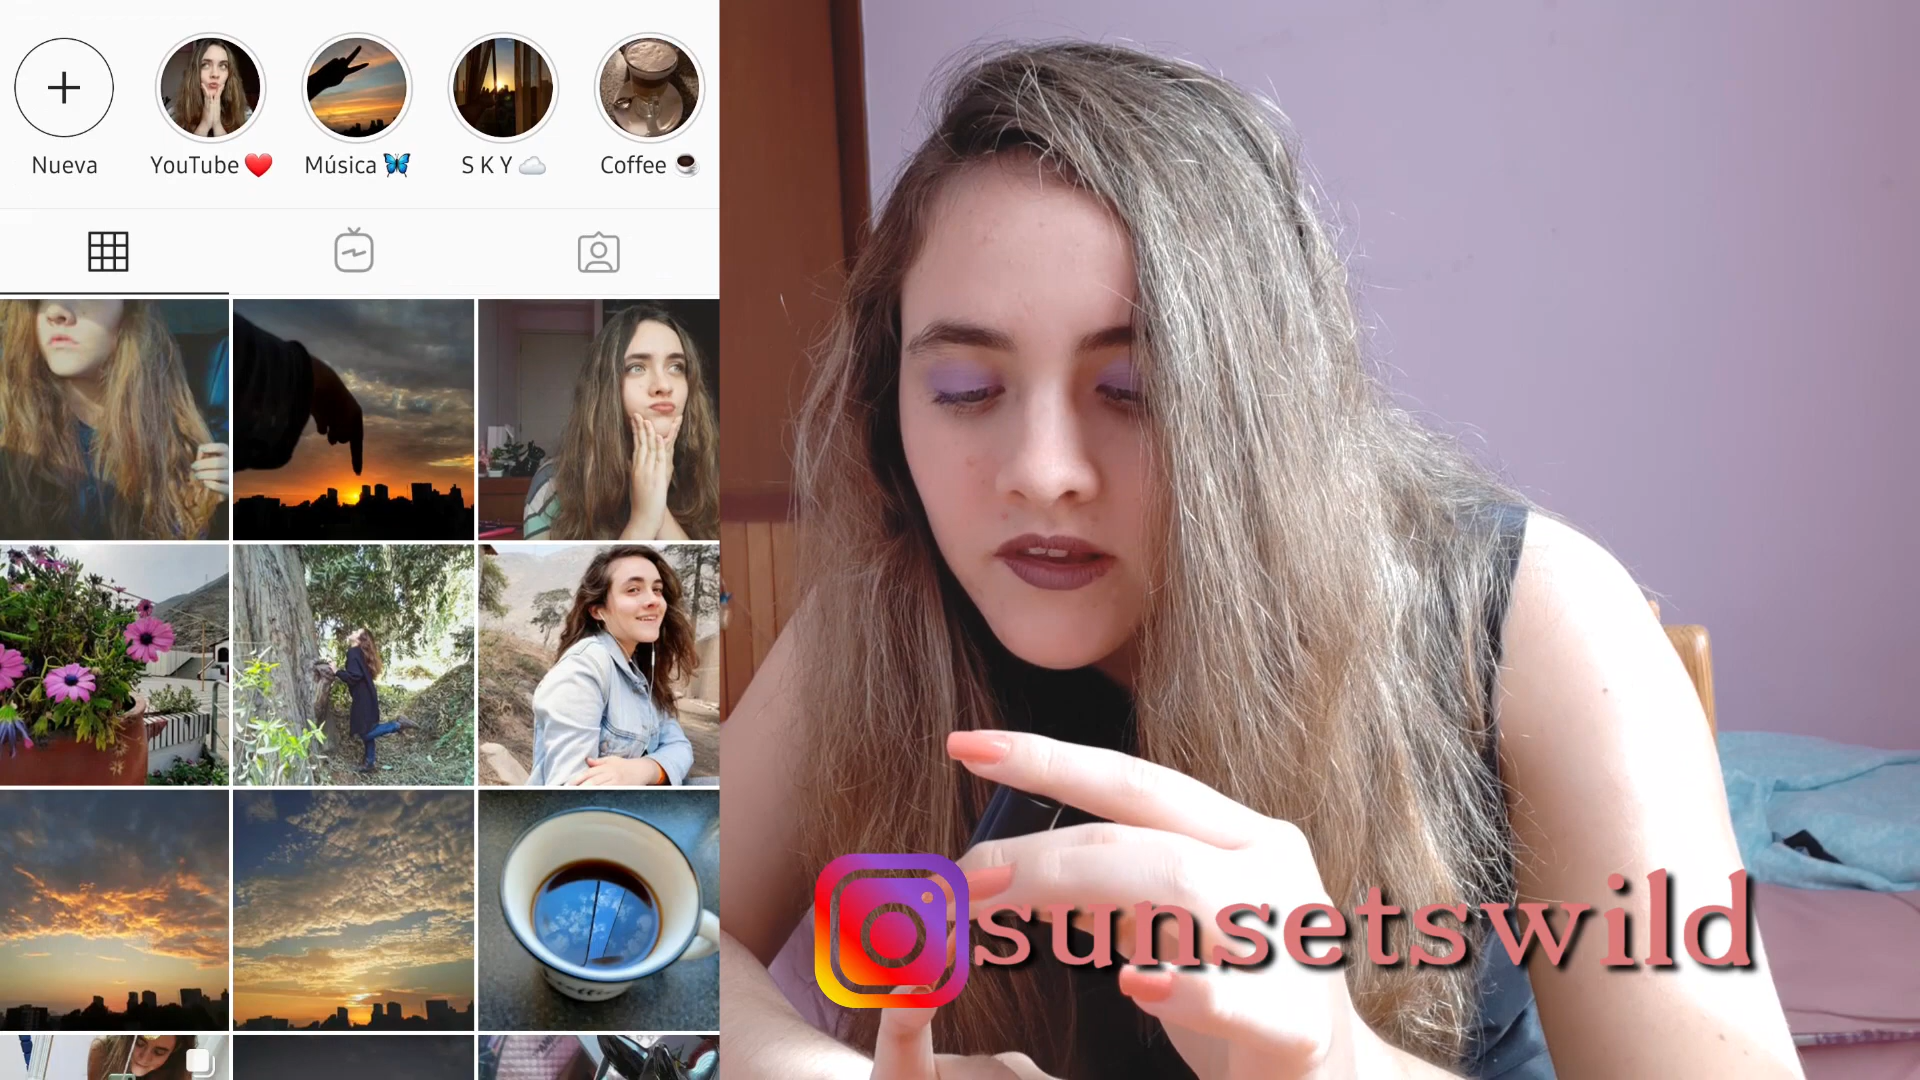 Nueva
YouTube ❤️
Música 🦋
S K Y ☁️
Coffee ☕
sunsetswild